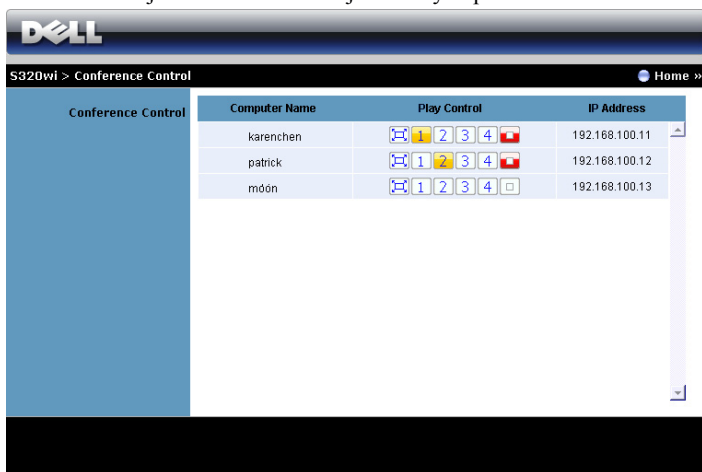 DELL
S320wi > Conference Control
Home »
Conference Control
Computer Name Play Control IP Address
karenchen 1 2 3 4 192.168.100.11
patrick 1 2 3 4 192.168.100.12
móón 1 2 3 4 192.168.100.13